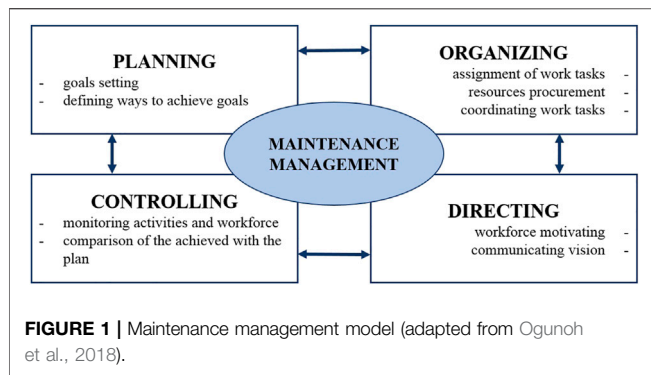 PLANNING
- goals setting
- defining ways to achieve goals
ORGANIZING
assignment of work tasks -
resources procurement -
coordinating work tasks -
MAINTENANCE
MANAGEMENT
CONTROLLING
- monitoring activities and workforce
- comparison of the achieved with the
plan
DIRECTING
workforce motivating -
communicating vision -
FIGURE 1 | Maintenance management model (adapted from Ogunoh
et al., 2018).